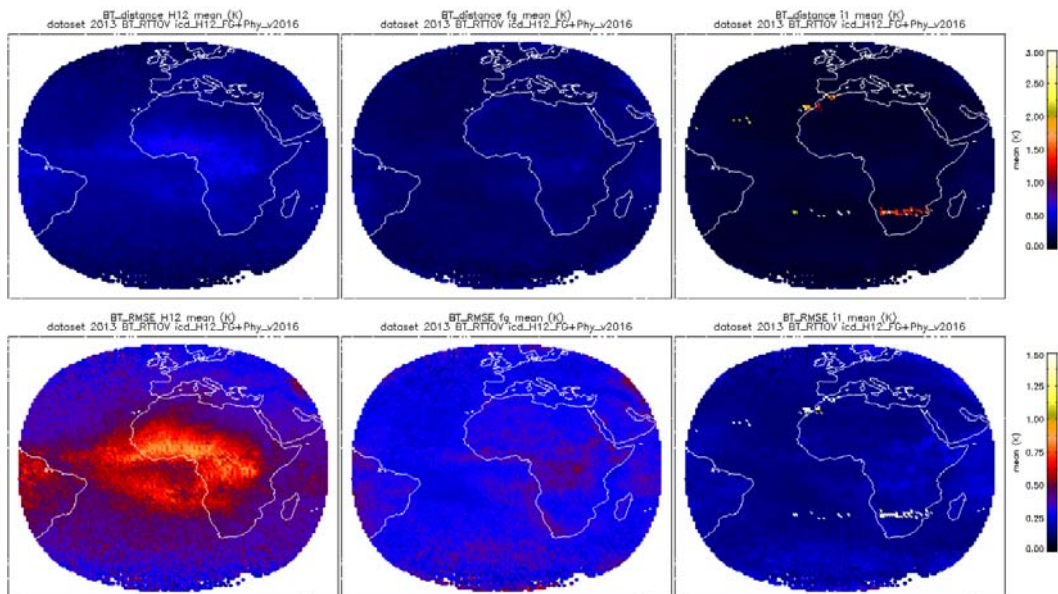 BT_distance H12 mean (K)
dataset 2013 BT_RTTOV icd_H12_FG+Phy_v2016
BT_distance fg mean (K)
dataset 2013 BT_RTTOV icd_H12_FG+Phy_v2016
BT_distance i1 mean (K)
dataset 2013 BT_RTTOV icd_H12_FG+Phy_v2016
3.00
2.50
2.00
1.50
1.00
0.50
0.00
mean (K)
BT_RMSE H12 mean (K)
dataset 2013 BT_RTTOV icd_H12_FG+Phy_v2016
BT_RMSE fg mean (K)
dataset 2013 BT_RTTOV icd_H12_FG+Phy_v2016
BT_RMSE i1 mean (K)
dataset 2013 BT_RTTOV icd_H12_FG+Phy_v2016
1.50
1.25
1.00
0.75
0.50
0.25
0.00
mean (K)